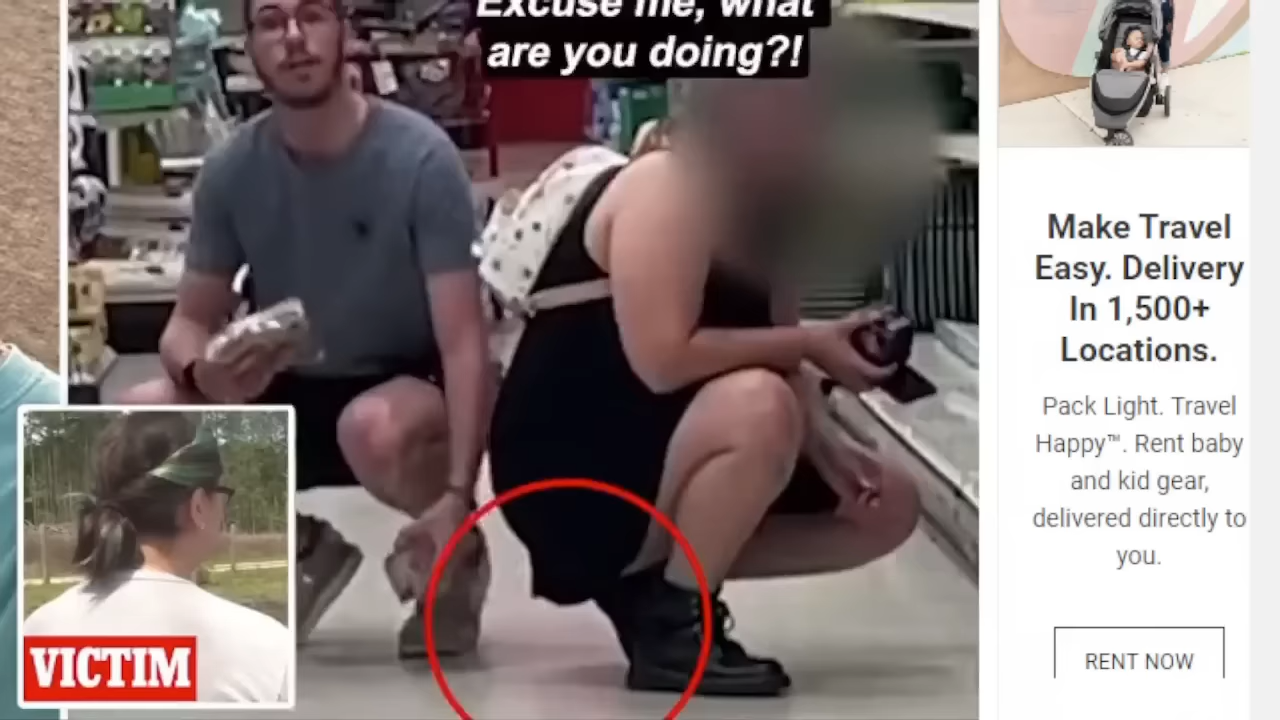 Excuse me, what
are you doing?!
VICTIM
Make Travel
Easy. Delivery
In 1,500+
Locations.
Pack Light. Travel
Happy™. Rent baby
and kid gear,
delivered directly to
you.
RENT NOW